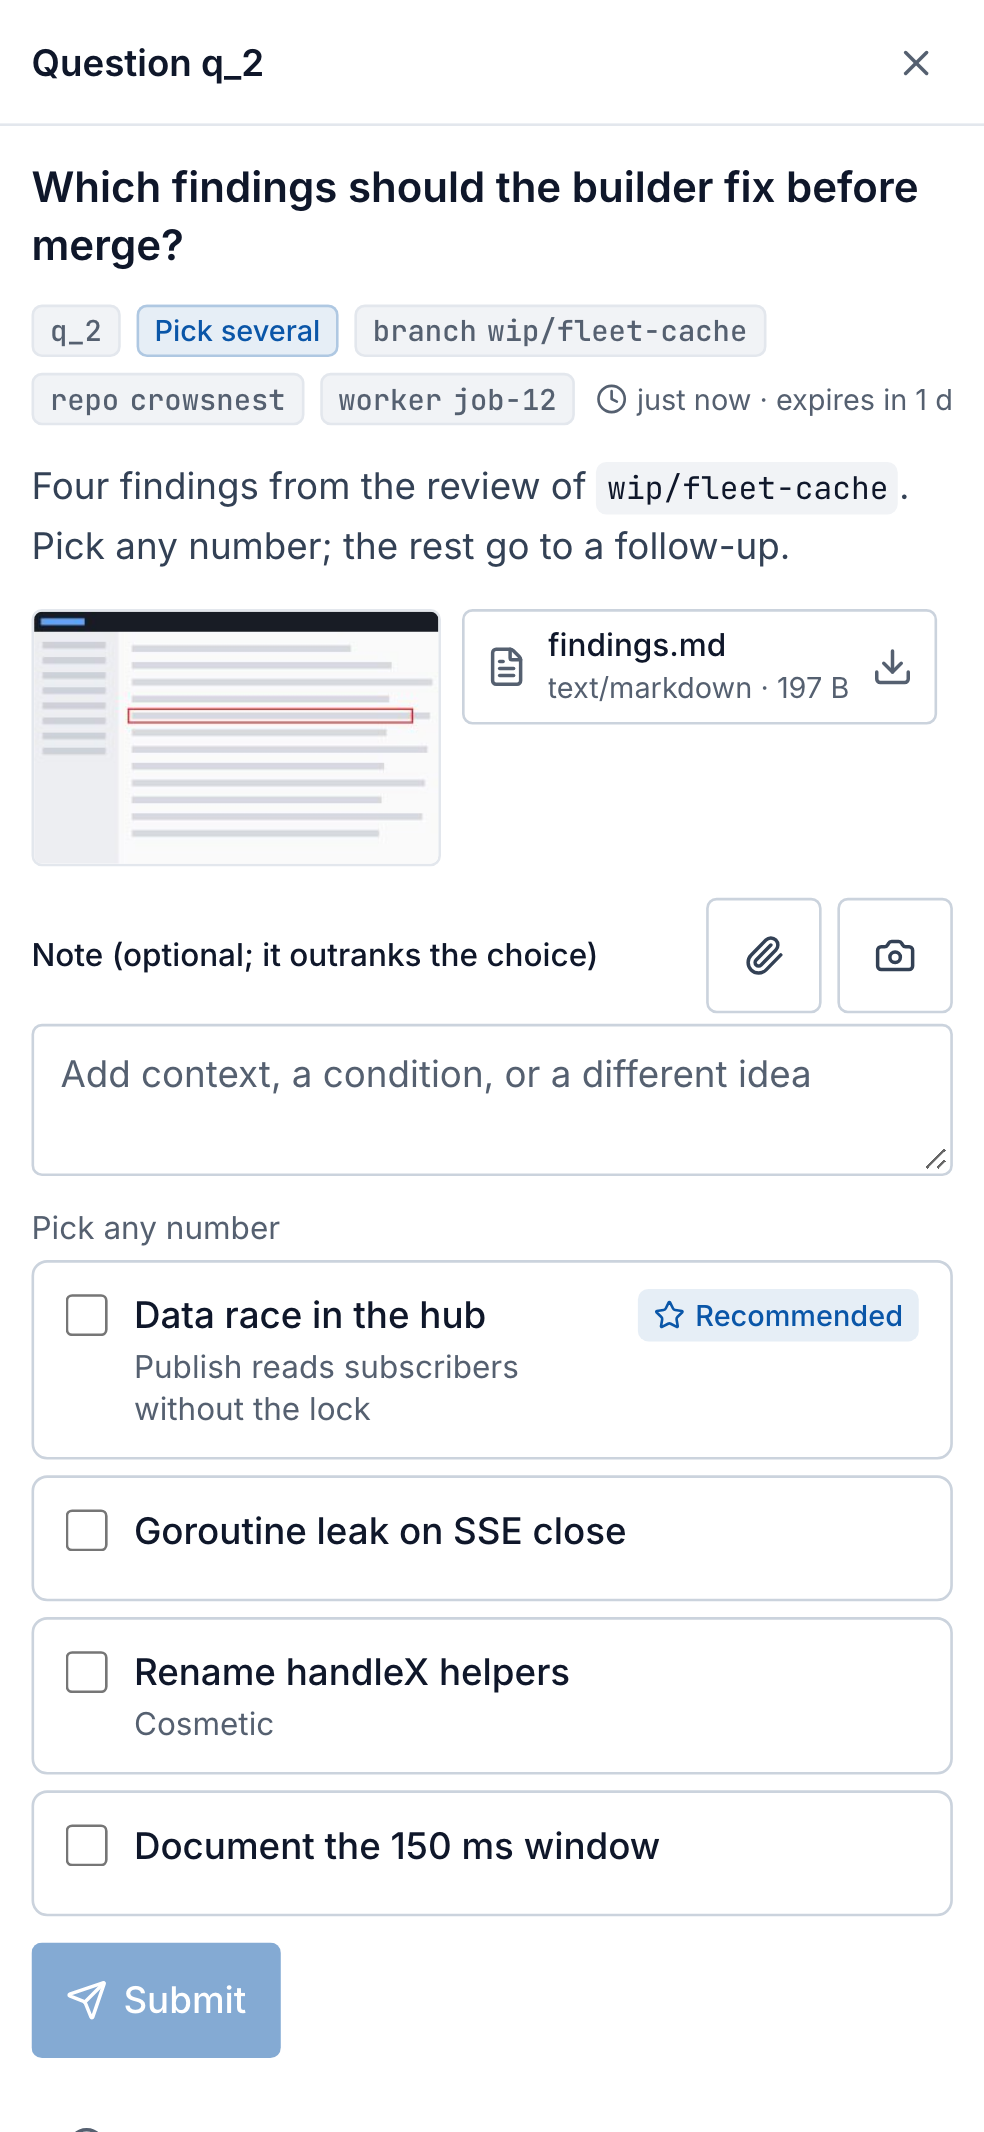 Question q_2
Which findings should the builder fix before
merge?
q_2 Pick several branch wip/fleet-cache
repo crowsnest worker job-12 just now · expires in 1 d
Four findings from the review of wip/fleet-cache.
Pick any number; the rest go to a follow-up.
findings.md
text/markdown · 197 B
Note (optional; it outranks the choice)
Add context, a condition, or a different idea
Pick any number
Data race in the hub Recommended
Publish reads subscribers
without the lock
Goroutine leak on SSE close
Rename handleX helpers
Cosmetic
Document the 150 ms window
Submit